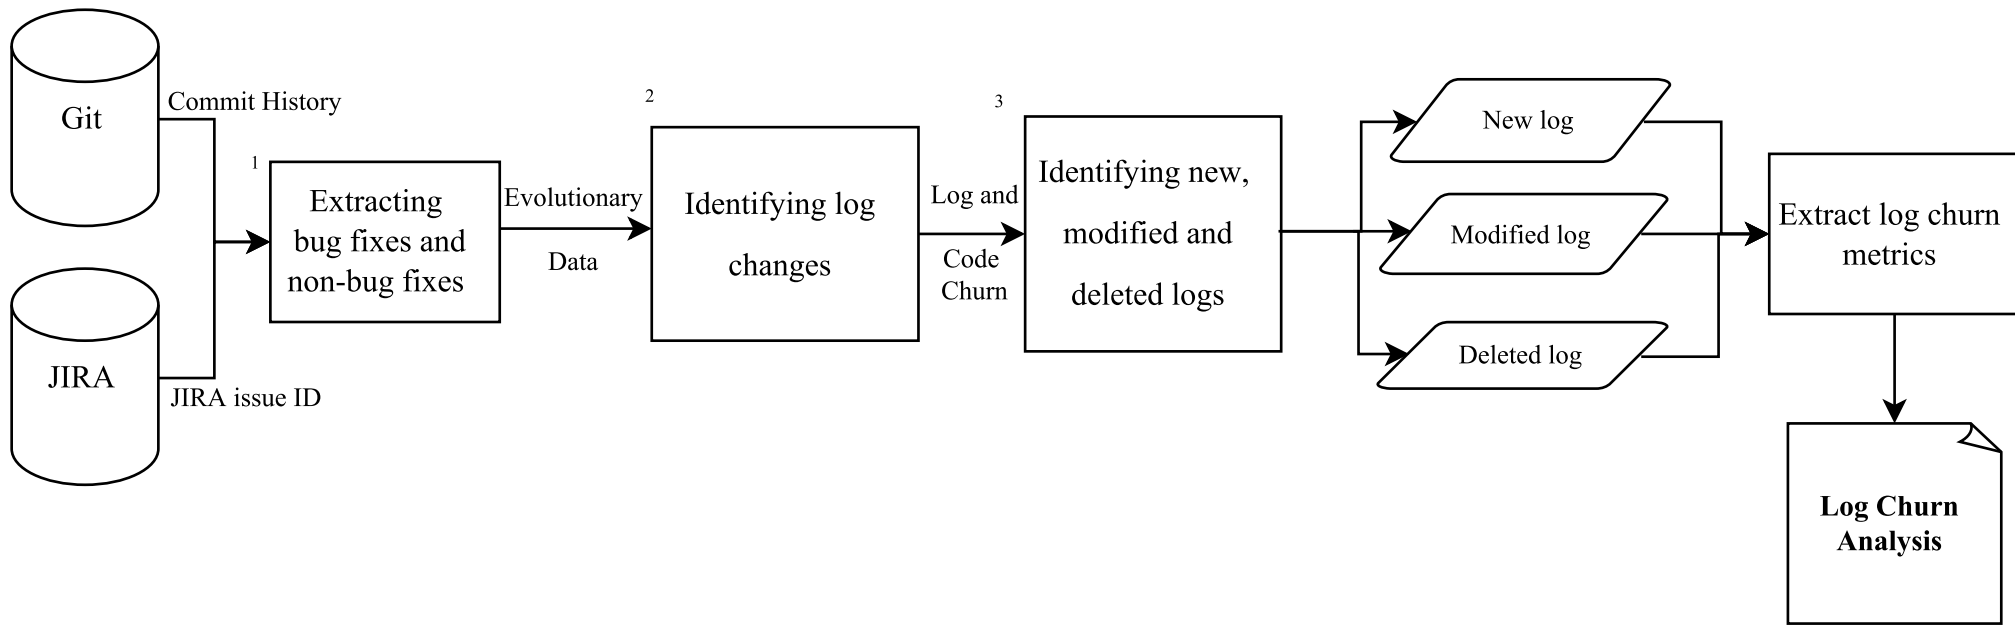 Git
Commit History
JIRA
JIRA issue ID
1
Extracting
bug fixes and
non-bug fixes
Evolutionary
Data
2
Identifying log
changes
Log and
Code
Churn
3
Identifying new,
modified and
deleted logs
New log
Modified log
Deleted log
Extract log churn
metrics
Log Churn
Analysis